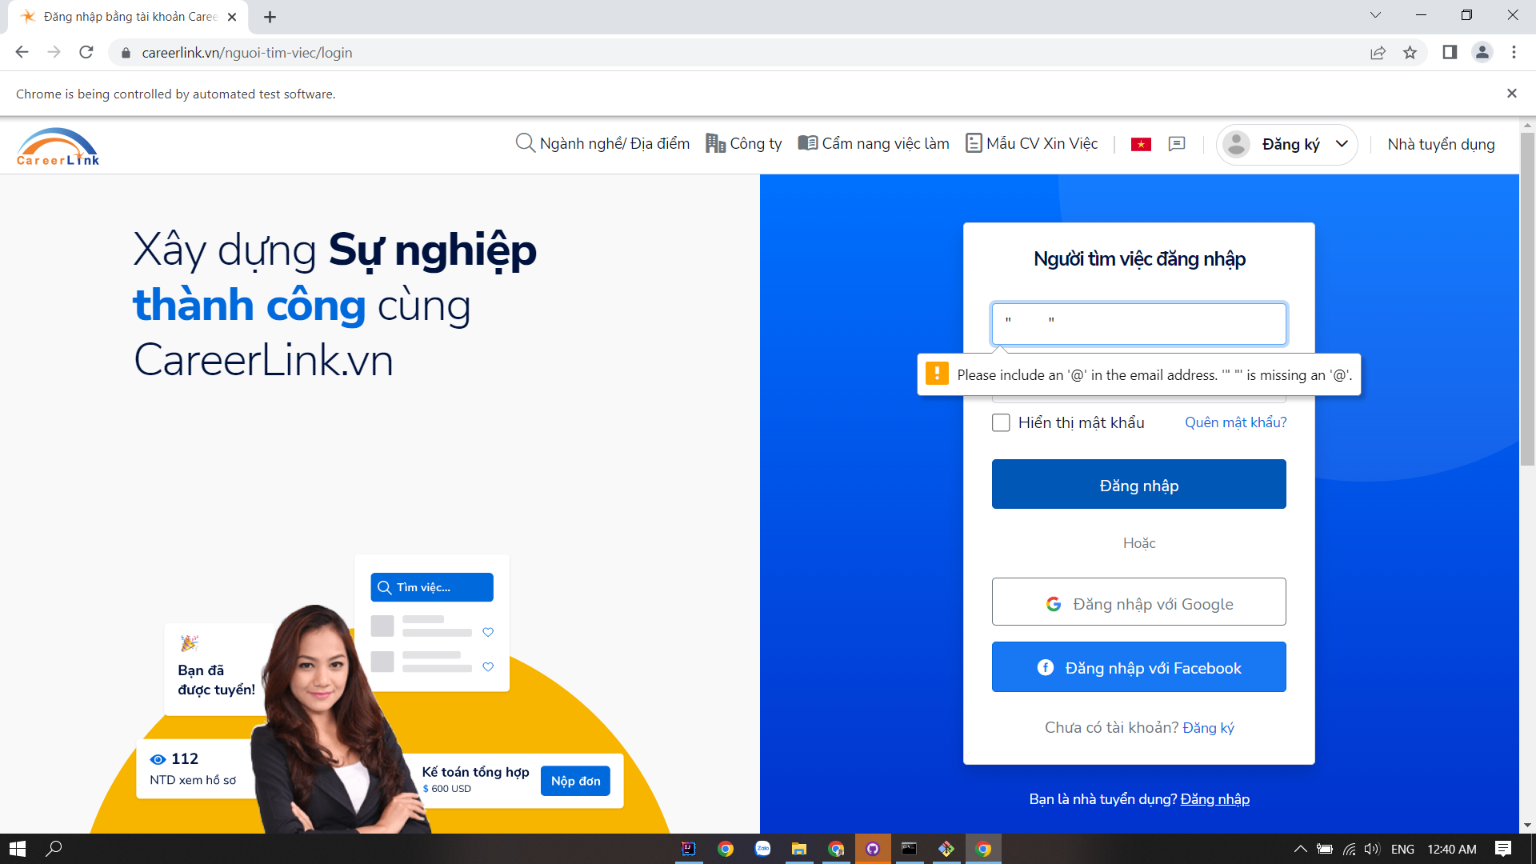 Đăng nhập bằng tài khoản Caree
careerlink.vn/nguoi-tim-viec/login
Chrome is being controlled by automated test software.
CareerLink
Ngành nghề/ Địa điểm
Công ty
Cẩm nang việc làm
Mẫu CV Xin Việc
Đăng ký
Nhà tuyển dụng
Xây dựng Sự nghiệp
thành công cùng
CareerLink.vn
Người tìm việc đăng nhập
"        "
Please include an '@' in the email address. '" "' is missing an '@'.
Hiển thị mật khẩu
Quên mật khẩu?
Đăng nhập
Hoặc
Đăng nhập với Google
Đăng nhập với Facebook
Chưa có tài khoản? Đăng ký
Bạn là nhà tuyển dụng? Đăng nhập
Tìm việc...
Bạn đã
được tuyển!
112
NTD xem hồ sơ
Kế toán tổng hợp
$ 600 USD
Nộp đơn
Zalo
ENG
12:40 AM